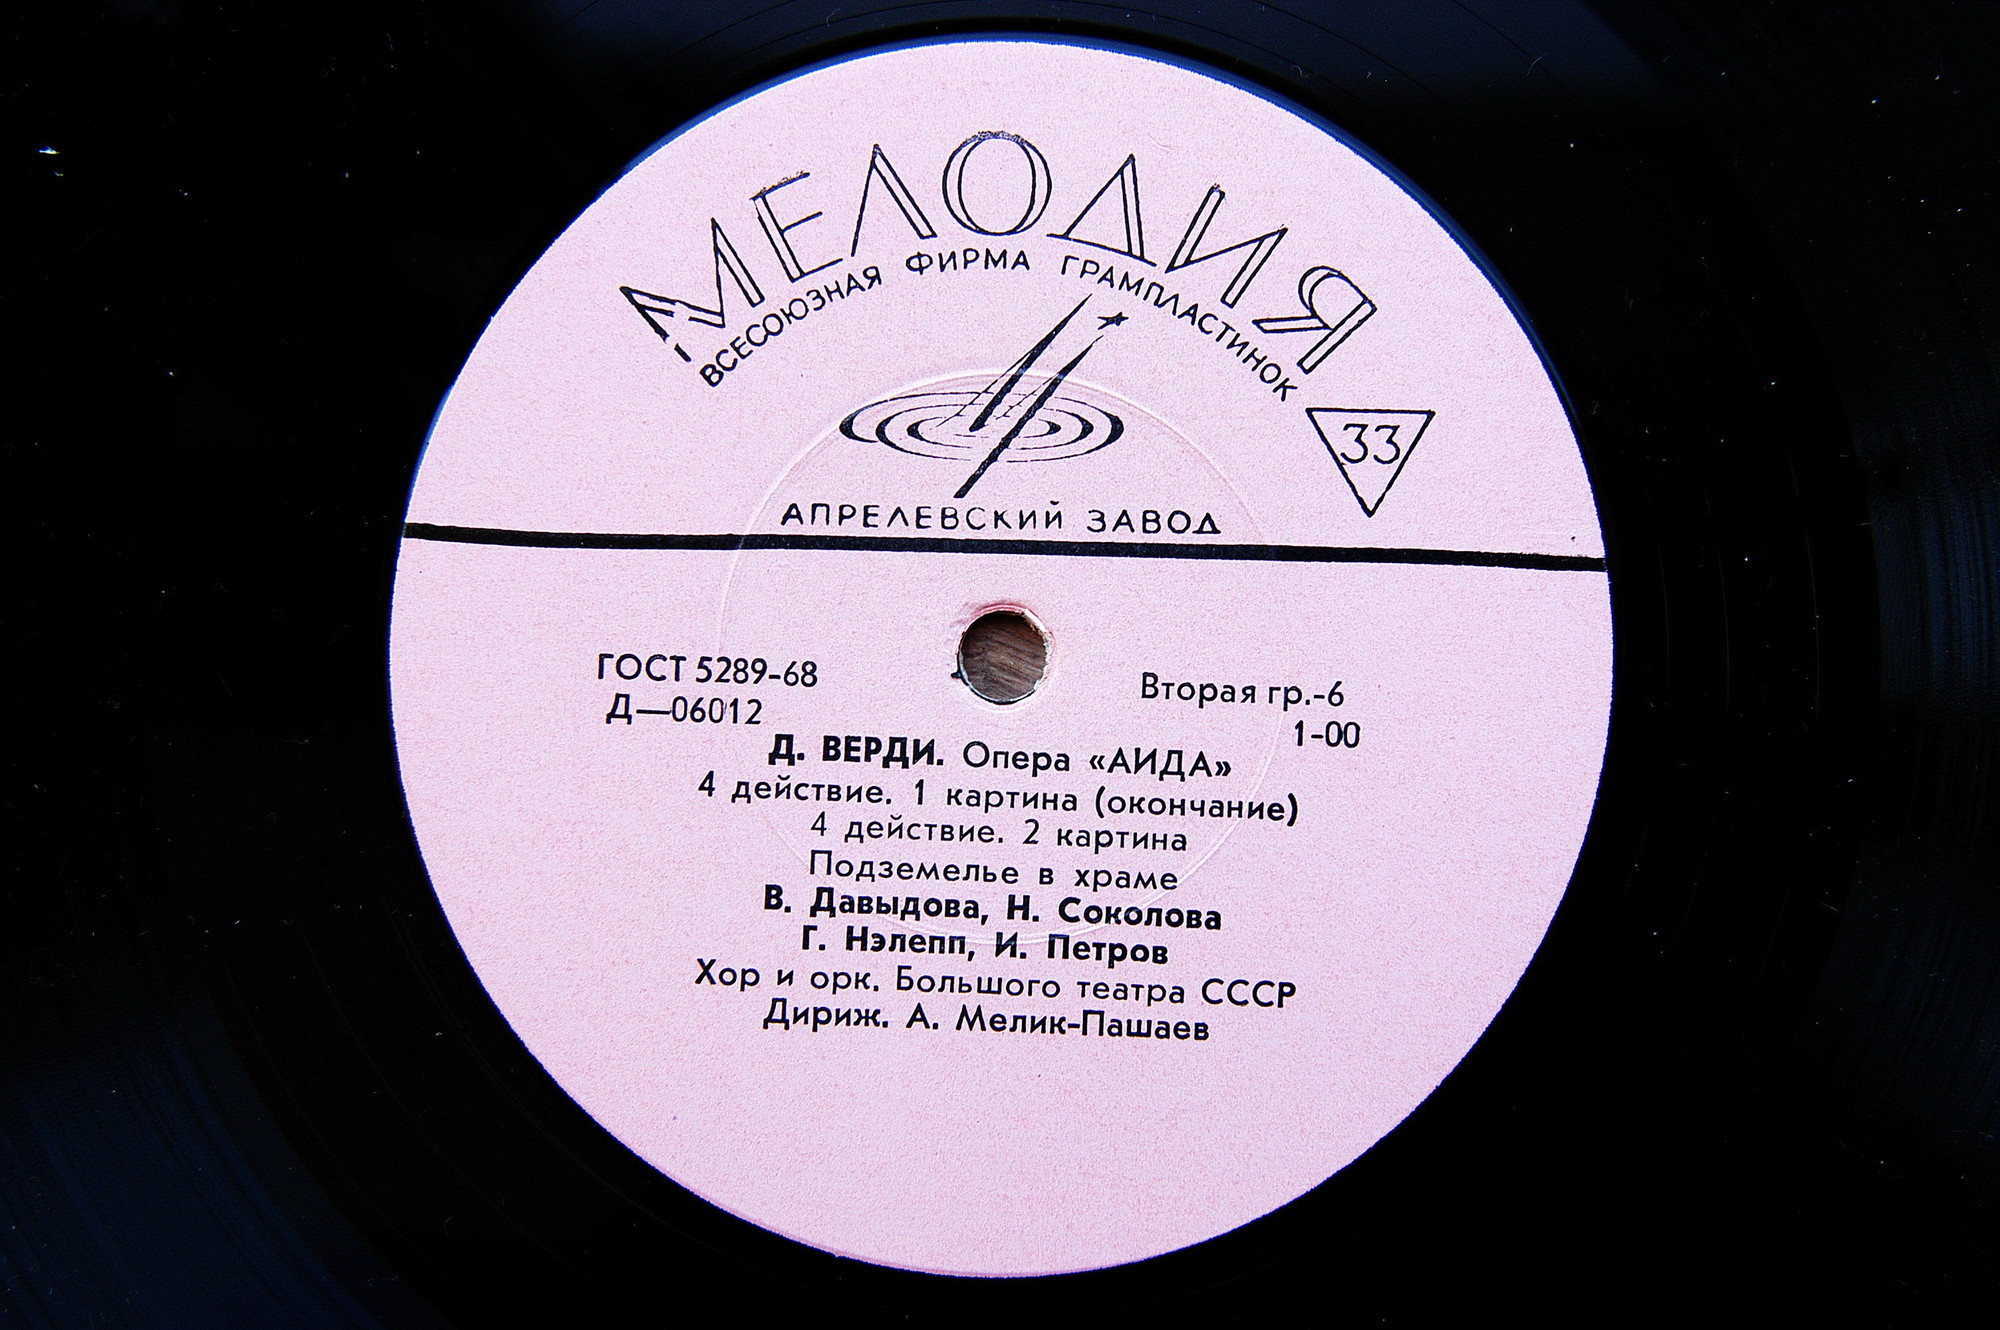 МЕЛОДИЯ
ВСЕСОЮЗНАЯ ФИРМА ГРАМПЛАСТИНОК
33
АПРЕЛЕВСКИЙ ЗАВОД
ГОСТ 5289-68
Вторая гр.-6
Д—06012
1-00
Д. ВЕРДИ. Опера «АИДА»
4 действие. 1 картина (окончание)
4 действие. 2 картина
Подземелье в храме
В. Давыдова, Н. Соколова
Г. Нэлепп, И. Петров
Хор и орк. Большого театра СССР
Дириж. А. Мелик-Пашаев